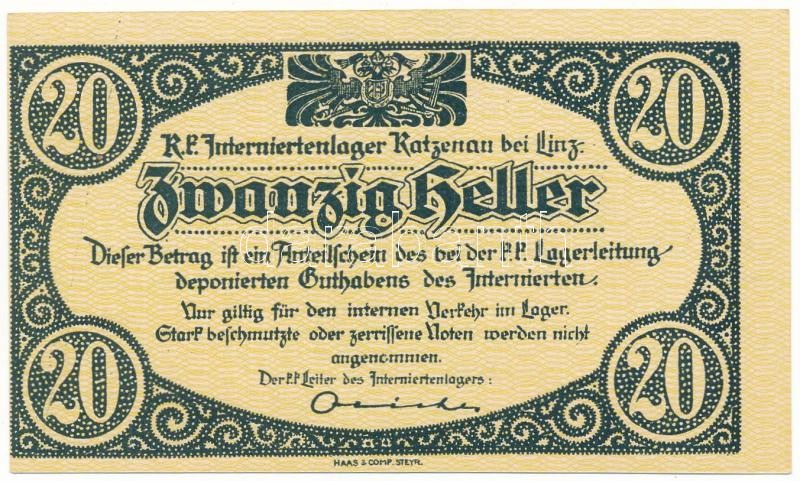 20 20
K.k. Interniertenlager Katzenau bei Linz.
Zwanzig Heller
Dieser Betrag ist ein Anteilschein des bei der k.k. Lagerleitung
deponierten Guthabens des Internierten.
Nur giltig für den internen Verkehr im Lager.
Stark beschmutzte oder zerrissene Noten werden nicht
angenommen.
Der k.k. Leiter des Interniertenlagers:
20 20
HAAS & COMP. STEYR.